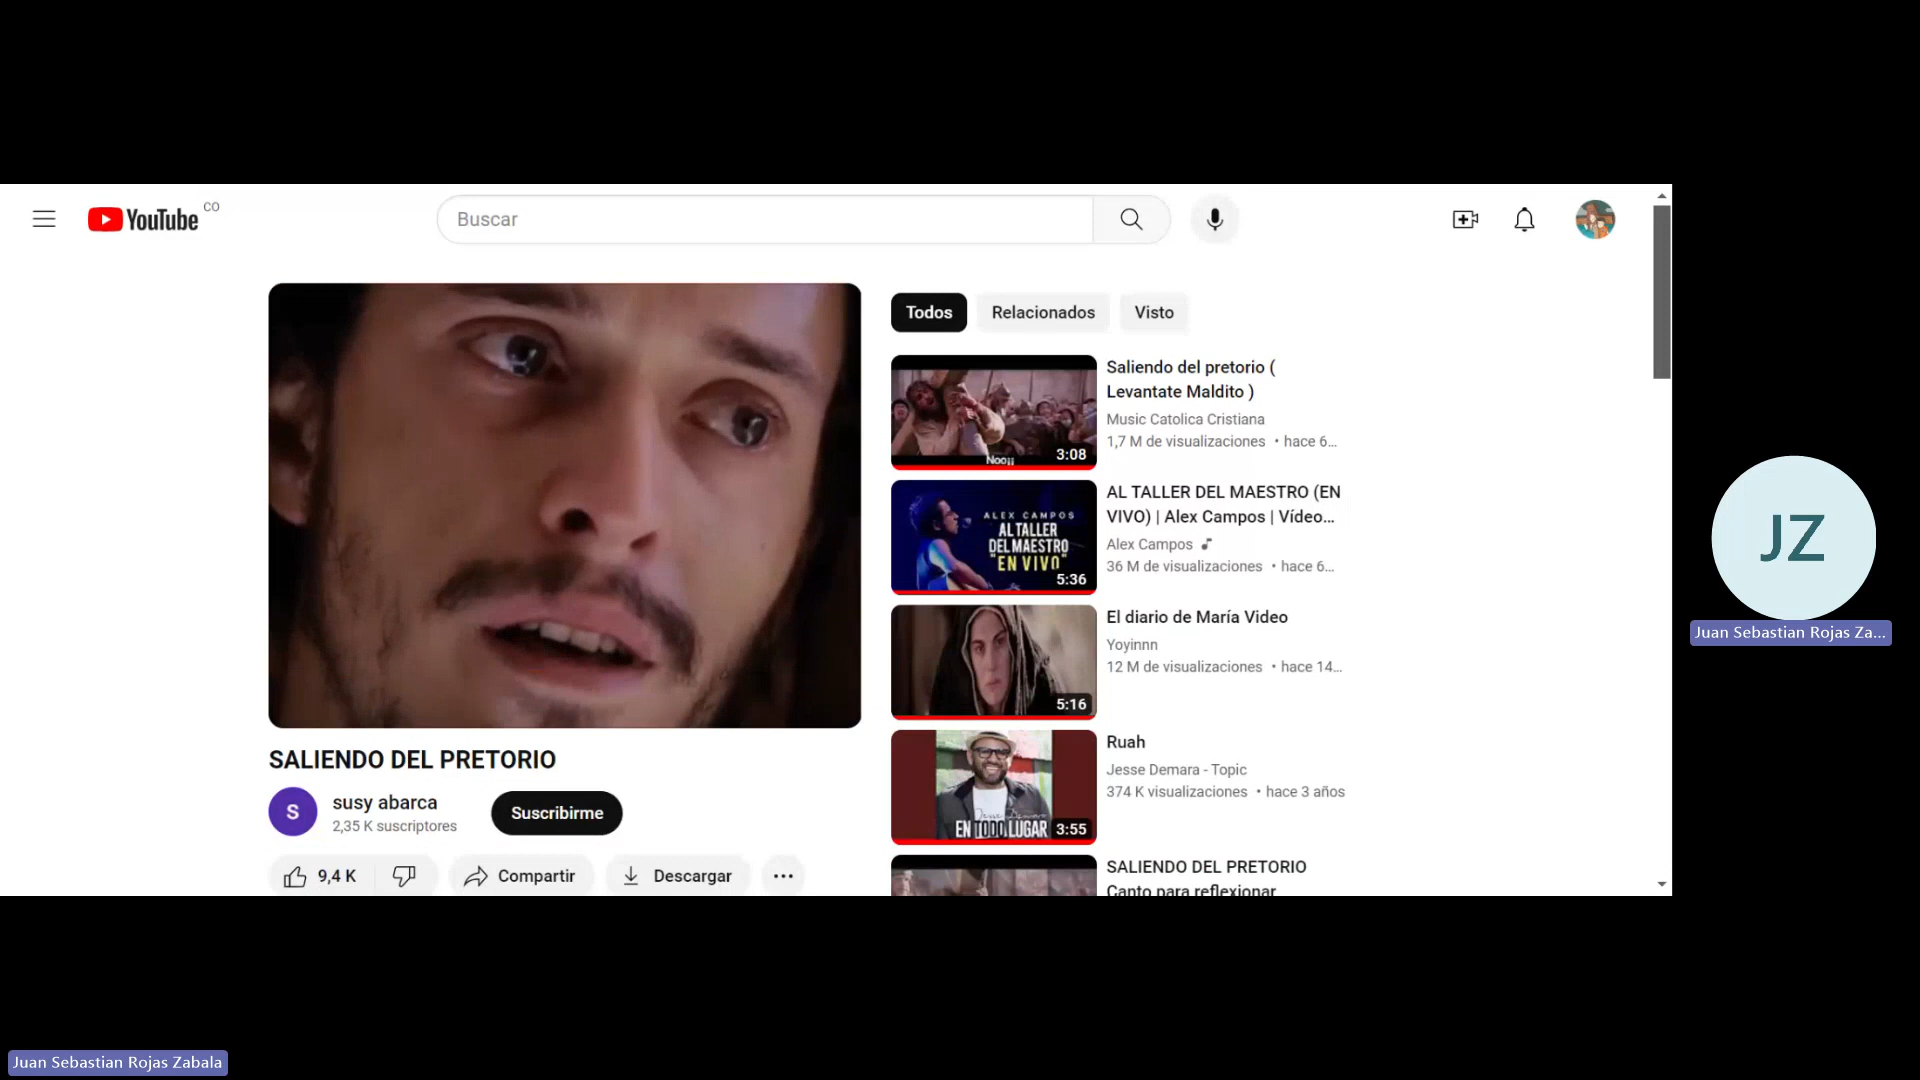 YouTube CO
Buscar
Todos
Relacionados
Visto
SALIENDO DEL PRETORIO
S
susy abarca
2,35 K suscriptores
Suscribirme
9,4 K
Compartir
Descargar
Noo¡¡
3:08
Saliendo del pretorio (
Levantate Maldito )
Music Catolica Cristiana
1,7 M de visualizaciones • hace 6...
ALEX CAMPOS
AL TALLER
DEL MAESTRO
"EN VIVO"
5:36
AL TALLER DEL MAESTRO (EN
VIVO) | Alex Campos | Vídeo...
Alex Campos
36 M de visualizaciones • hace 6...
5:16
El diario de María Video
Yoyinnn
12 M de visualizaciones • hace 14...
EN TODO LUGAR
3:55
Ruah
Jesse Demara - Topic
374 K visualizaciones • hace 3 años
SALIENDO DEL PRETORIO
Canto para reflexionar
JZ
Juan Sebastian Rojas Za...
Juan Sebastian Rojas Zabala